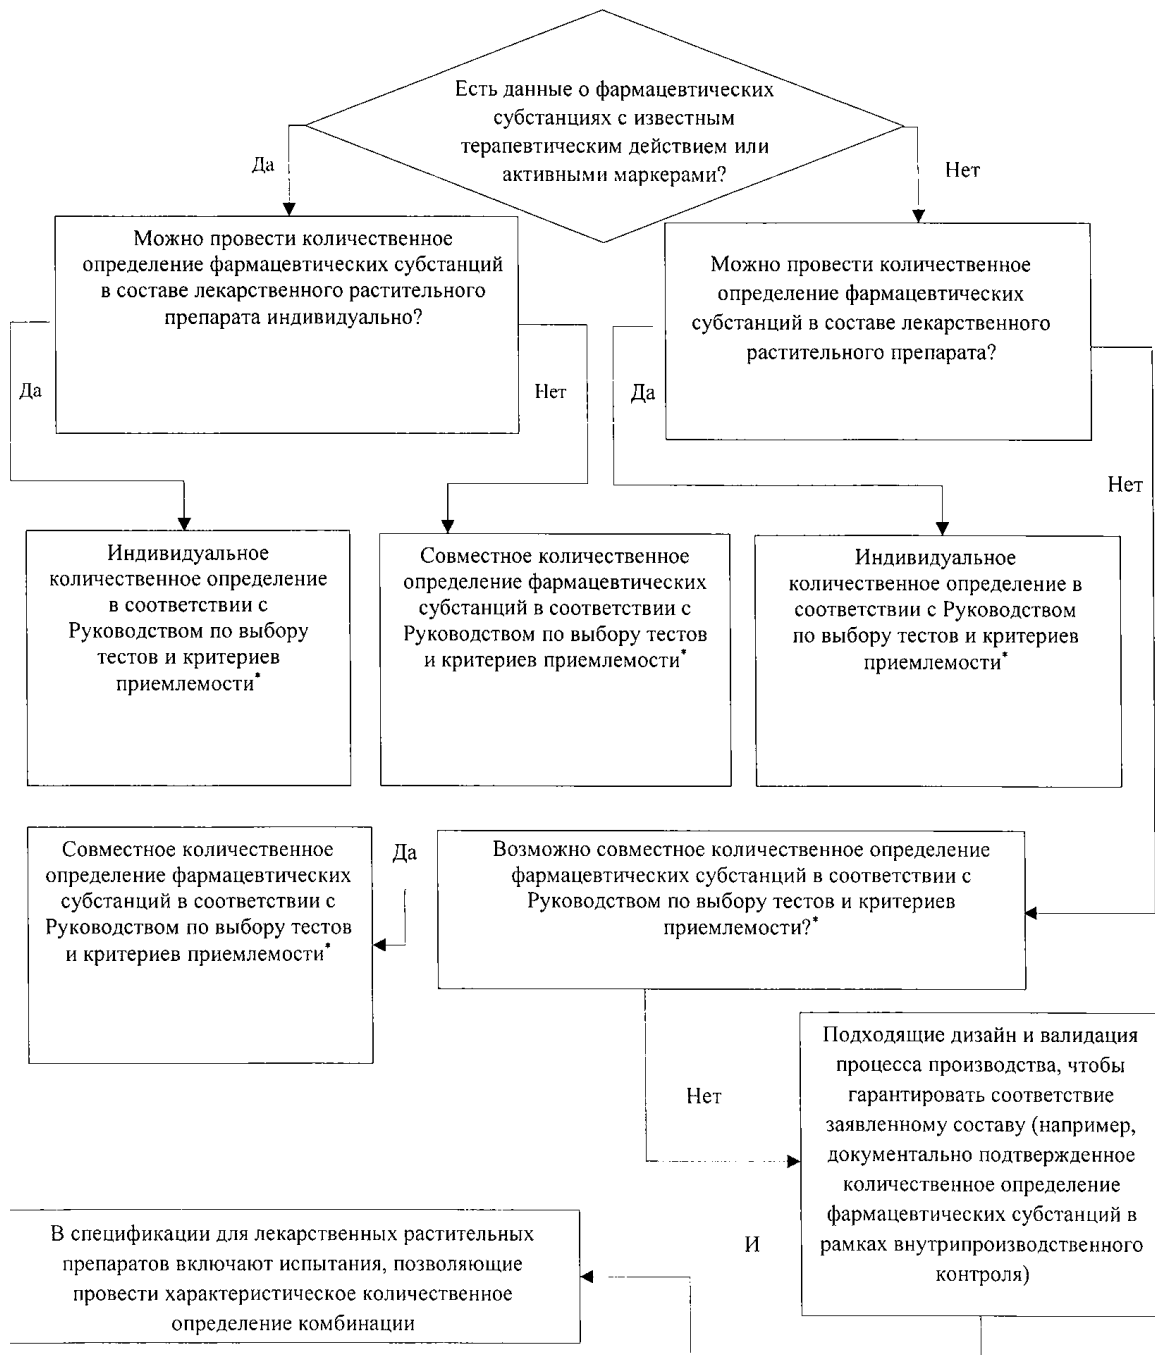 Есть данные о фармацевтических
субстанциях с известным
терапевтическим действием или
активными маркерами?
Да
Нет
Можно провести количественное
определение фармацевтических субстанций
в составе лекарственного растительного
препарата индивидуально?
Можно провести количественное
определение фармацевтических
субстанций в составе лекарственного
растительного препарата?
Да
Нет
Да
Нет
Индивидуальное
количественное определение
в соответствии с
Руководством по выбору
тестов и критериев
приемлемости*
Совместное количественное
определение фармацевтических
субстанций в соответствии с
Руководством по выбору тестов
и критериев приемлемости*
Индивидуальное
количественное определение в
соответствии с Руководством
по выбору тестов и критериев
приемлемости*
Совместное количественное
определение фармацевтических
субстанций в соответствии с
Руководством по выбору тестов
и критериев приемлемости*
Да
Возможно совместное количественное определение
фармацевтических субстанций в соответствии с
Руководством по выбору тестов и критериев
приемлемости?*
Нет
Подходящие дизайн и валидация
процесса производства, чтобы
гарантировать соответствие
заявленному составу (например,
документально подтвержденное
количественное определение
фармацевтических субстанций в
рамках внутрипроизводственного
контроля)
И
В спецификации для лекарственных растительных
препаратов включают испытания, позволяющие
провести характеристическое количественное
определение комбинации